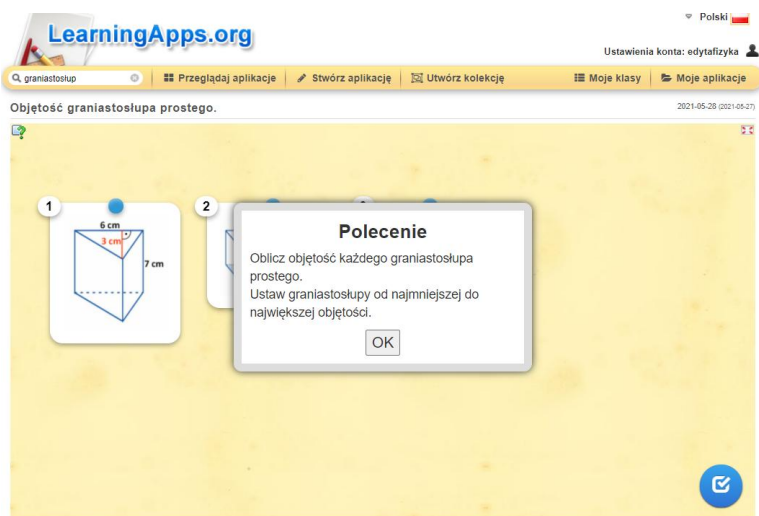 Polski
LearningApps.org
Ustawienia konta: edytafizyka
graniastosłup
Przeglądaj aplikacje
Stwórz aplikację
Utwórz kolekcję
Moje klasy
Moje aplikacje
Objętość graniastosłupa prostego.
2021-05-28 (2021-05-27)
1
6 cm
3 cm
7 cm
2
Polecenie
Oblicz objętość każdego graniastosłupa
prostego.
Ustaw graniastosłupy od najmniejszej do
największej objętości.
OK